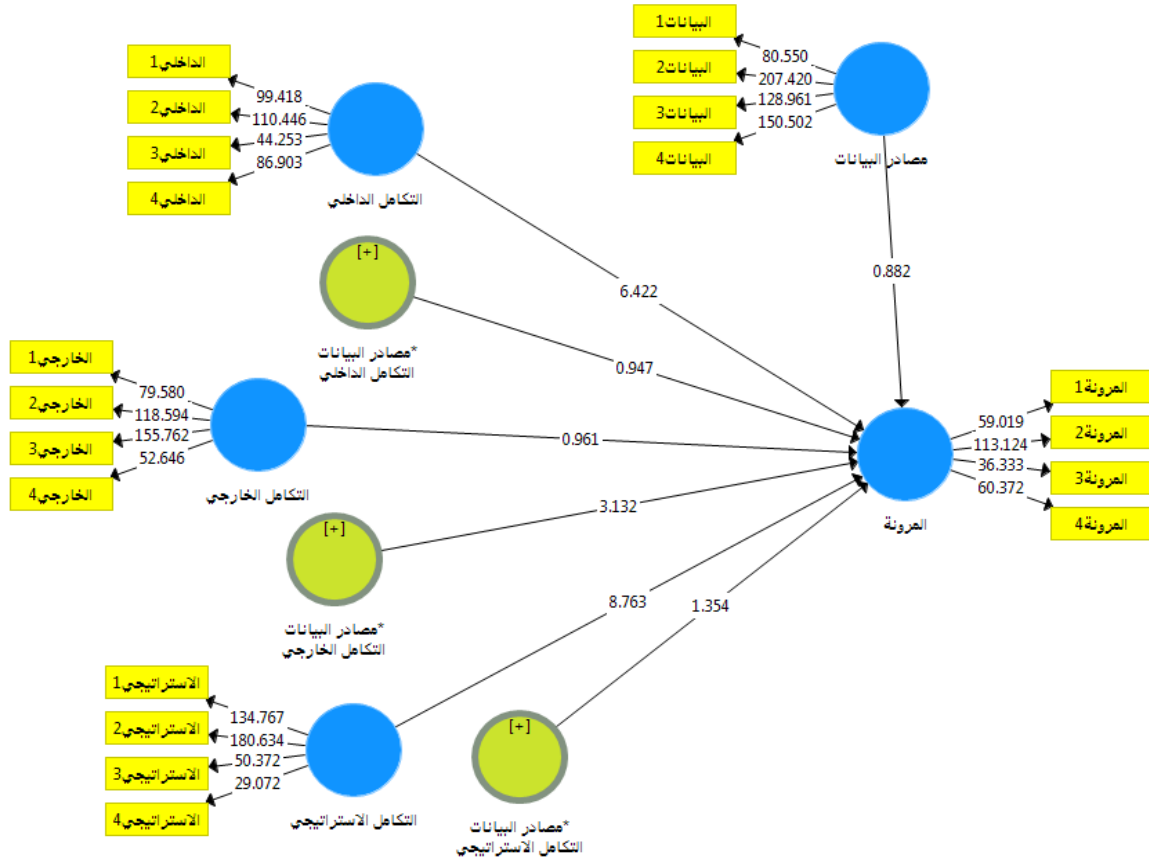 الداخلي1
الداخلي2
الداخلي3
الداخلي4
99.418
110.446
44.253
86.903
التكامل الداخلي
البيانات1
البيانات2
البيانات3
البيانات4
80.550
207.420
128.961
150.502
مصادر البيانات
[+]
*مصادر البيانات
التكامل الداخلي
6.422
0.882
0.947
الخارجي1
الخارجي2
الخارجي3
الخارجي4
79.580
118.594
155.762
52.646
التكامل الخارجي
0.961
المرونة1
المرونة2
المرونة3
المرونة4
59.019
113.124
36.333
60.372
المرونة
[+]
*مصادر البيانات
التكامل الخارجي
3.132
8.763
1.354
الاستراتيجي1
الاستراتيجي2
الاستراتيجي3
الاستراتيجي4
134.767
180.634
50.372
29.072
التكامل الاستراتيجي
[+]
*مصادر البيانات
التكامل الاستراتيجي